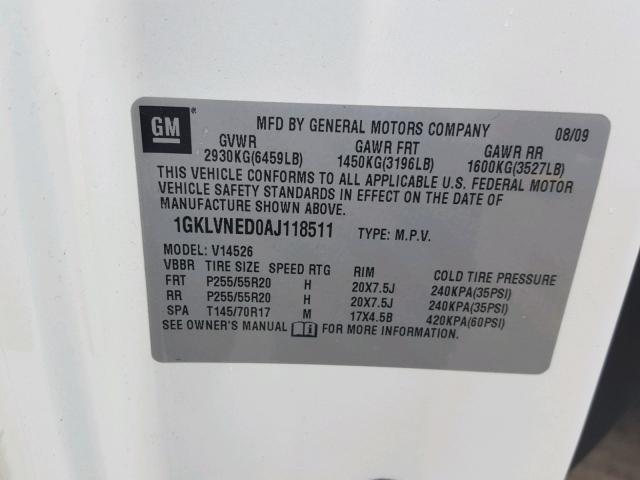 GM
MFD BY GENERAL MOTORS COMPANY 08/09
GVWR GAWR FRT GAWR RR
2930KG(6459LB) 1450KG(3196LB) 1600KG(3527LB)
THIS VEHICLE CONFORMS TO ALL APPLICABLE U.S. FEDERAL MOTOR
VEHICLE SAFETY STANDARDS IN EFFECT ON THE DATE OF
MANUFACTURE SHOWN ABOVE.
1GKLVNED0AJ118511 TYPE: M.P.V.
MODEL: V14526
VBBR TIRE SIZE SPEED RTG RIM COLD TIRE PRESSURE
FRT P255/55R20 H 20X7.5J 240KPA(35PSI)
RR P255/55R20 H 20X7.5J 240KPA(35PSI)
SPA T145/70R17 M 17X4.5B 420KPA(60PSI)
SEE OWNER'S MANUAL FOR MORE INFORMATION.